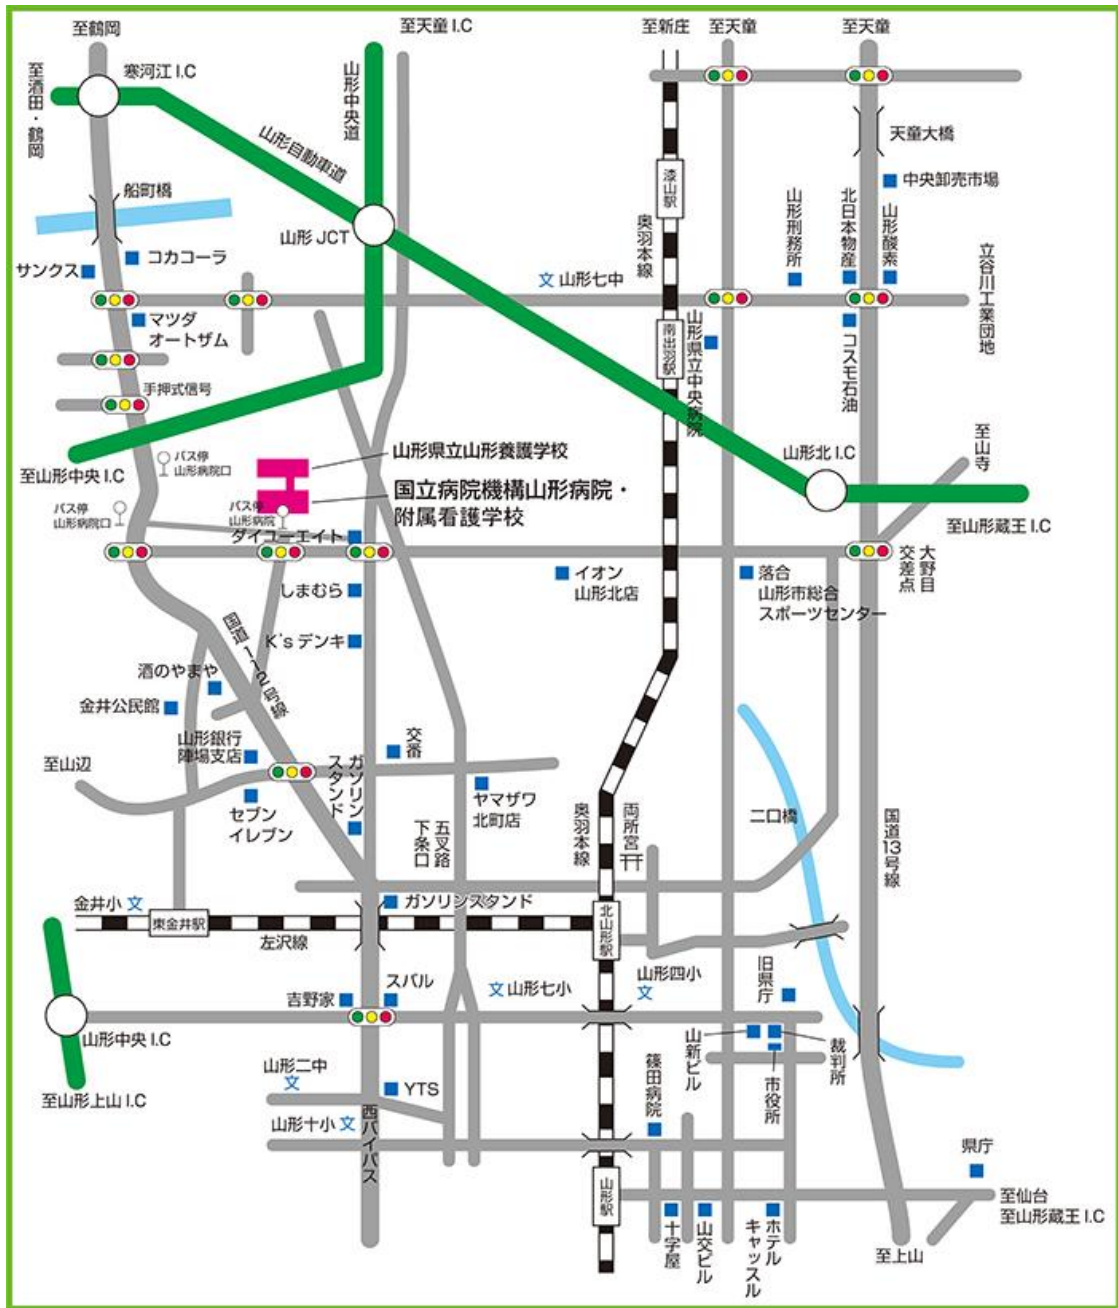 至鶴岡
至天童 I.C
至新庄
至天童
至天童
寒河江 I.C
至酒田・鶴岡
山形中央道
山形自動車道
天童大橋
船町橋
漆山駅
中央卸売市場
山形刑務所
北日本物産
山形酸素
奥羽本線
山形 JCT
サンクス
コカコーラ
文 山形七中
立谷川工業団地
マツダ
オートザム
南出羽駅
山形県立中央病院
コスモ石油
手押式信号
至山形中央 I.C
バス停
山形病院口
山形県立山形養護学校
国立病院機構山形病院・
附属看護学校
山形北 I.C
至山寺
至山形蔵王 I.C
バス停
山形病院口
バス停
山形病院
ダイユーエイト
イオン
山形北店
落合
山形市総合
スポーツセンター
大野目
交差点
しまむら
K'sデンキ
国道112号線
酒のやまや
金井公民館
山形銀行
陣場支店
交番
至山辺
ガソリン
スタンド
セブン
イレブン
ヤマザワ
北町店
五叉路
下条口
奥羽本線
両所宮
二口橋
国道13号線
金井小 文
ガソリンスタンド
東金井駅
左沢線
北山形駅
吉野家
スバル
文 山形七小
山形四小
文
旧県庁
山形中央 I.C
至山形上山 I.C
山新ビル
裁判所
市役所
山形二中
文
YTS
篠田病院
山形十小 文
西バイパス
県庁
山形駅
至仙台
至山形蔵王 I.C
十字屋
山交ビル
ホテル
キャッスル
至上山